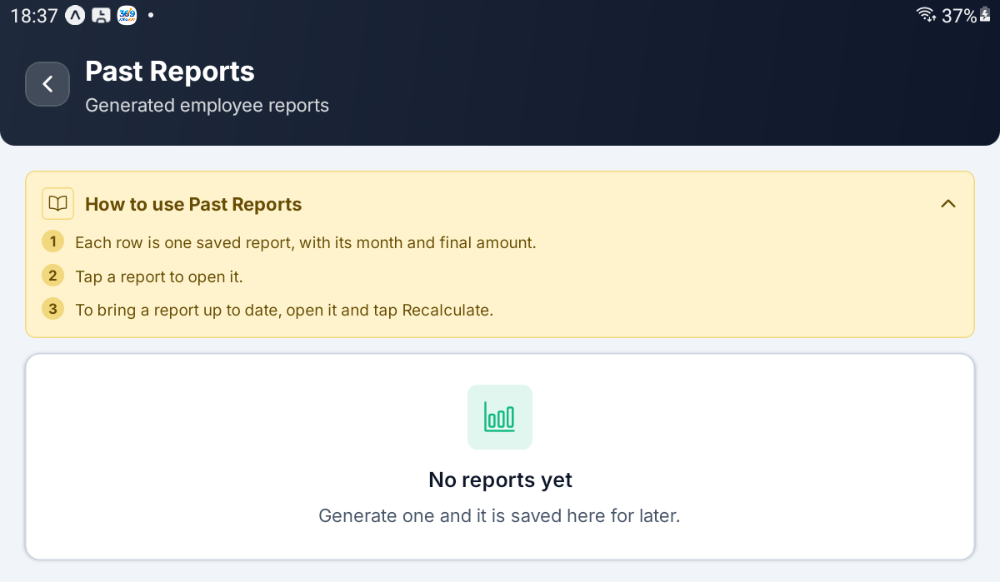 18:37
369
37%
Past Reports
Generated employee reports
How to use Past Reports
1 Each row is one saved report, with its month and final amount.
2 Tap a report to open it.
3 To bring a report up to date, open it and tap Recalculate.
No reports yet
Generate one and it is saved here for later.